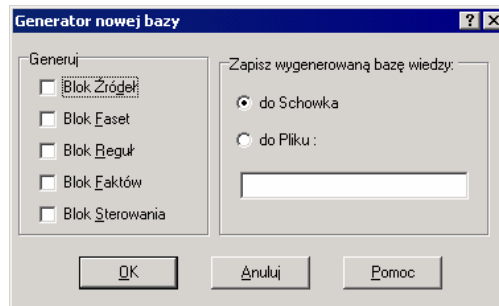 Generator nowej bazy
Generuj
Blok Źródeł
Blok Faset
Blok Reguł
Blok Faktów
Blok Sterowania
Zapisz wygenerowaną bazę wiedzy:
do Schowka
do Pliku :
OK
Anuluj
Pomoc